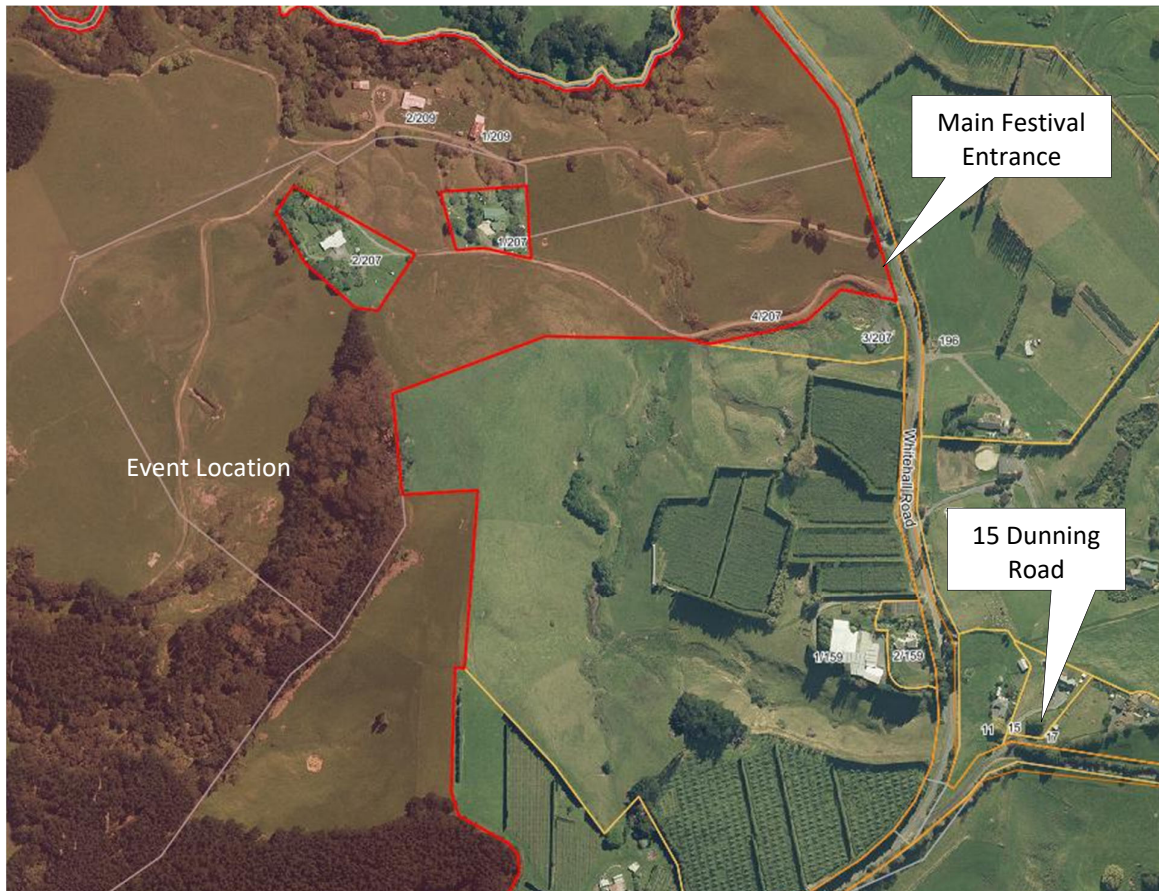 Main Festival
Entrance
2/209
1/209
1/207
2/207
4/207
3/207
196
Whitehall Road
Event Location
15 Dunning
Road
1/159
2/159
11
15
17